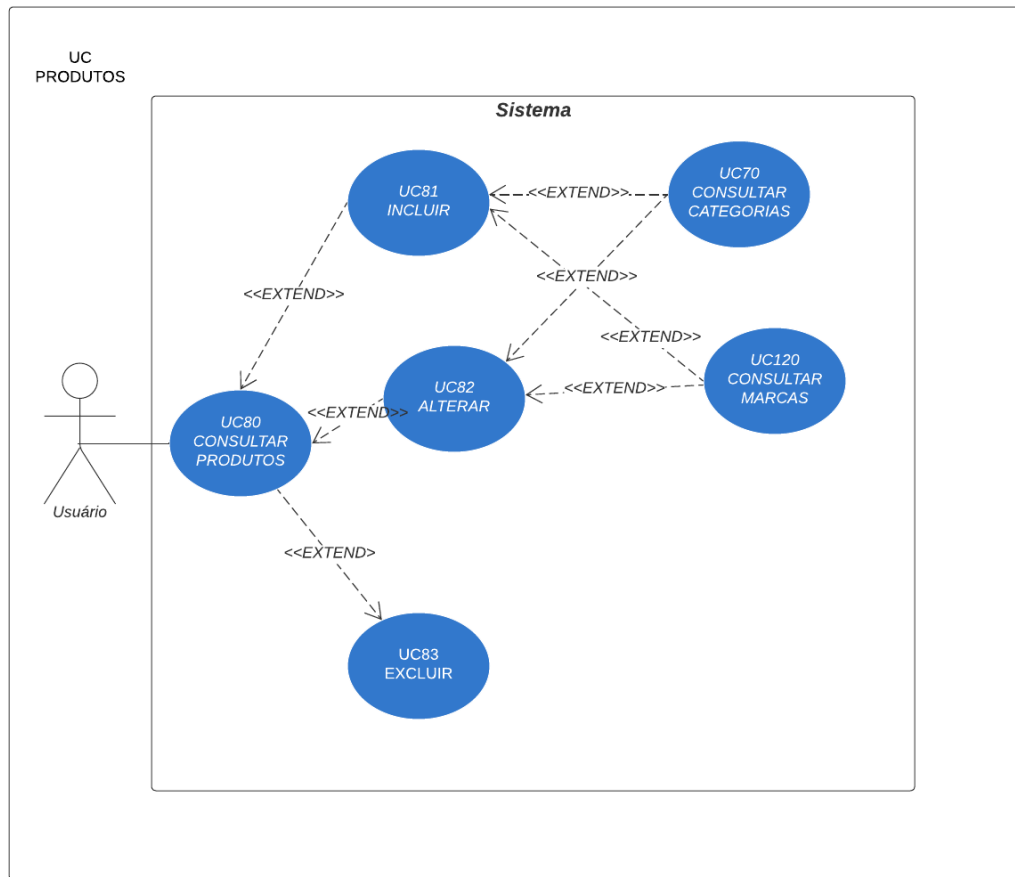 UC
PRODUTOS
Sistema
UC81
INCLUIR
<<EXTEND>>
UC70
CONSULTAR
CATEGORIAS
<<EXTEND>>
<<EXTEND>>
<<EXTEND>>
UC120
CONSULTAR
MARCAS
UC82
ALTERAR
<<EXTEND>>
<<EXTEND>>
UC80
CONSULTAR
PRODUTOS
Usuário
<<EXTEND>
UC83
EXCLUIR